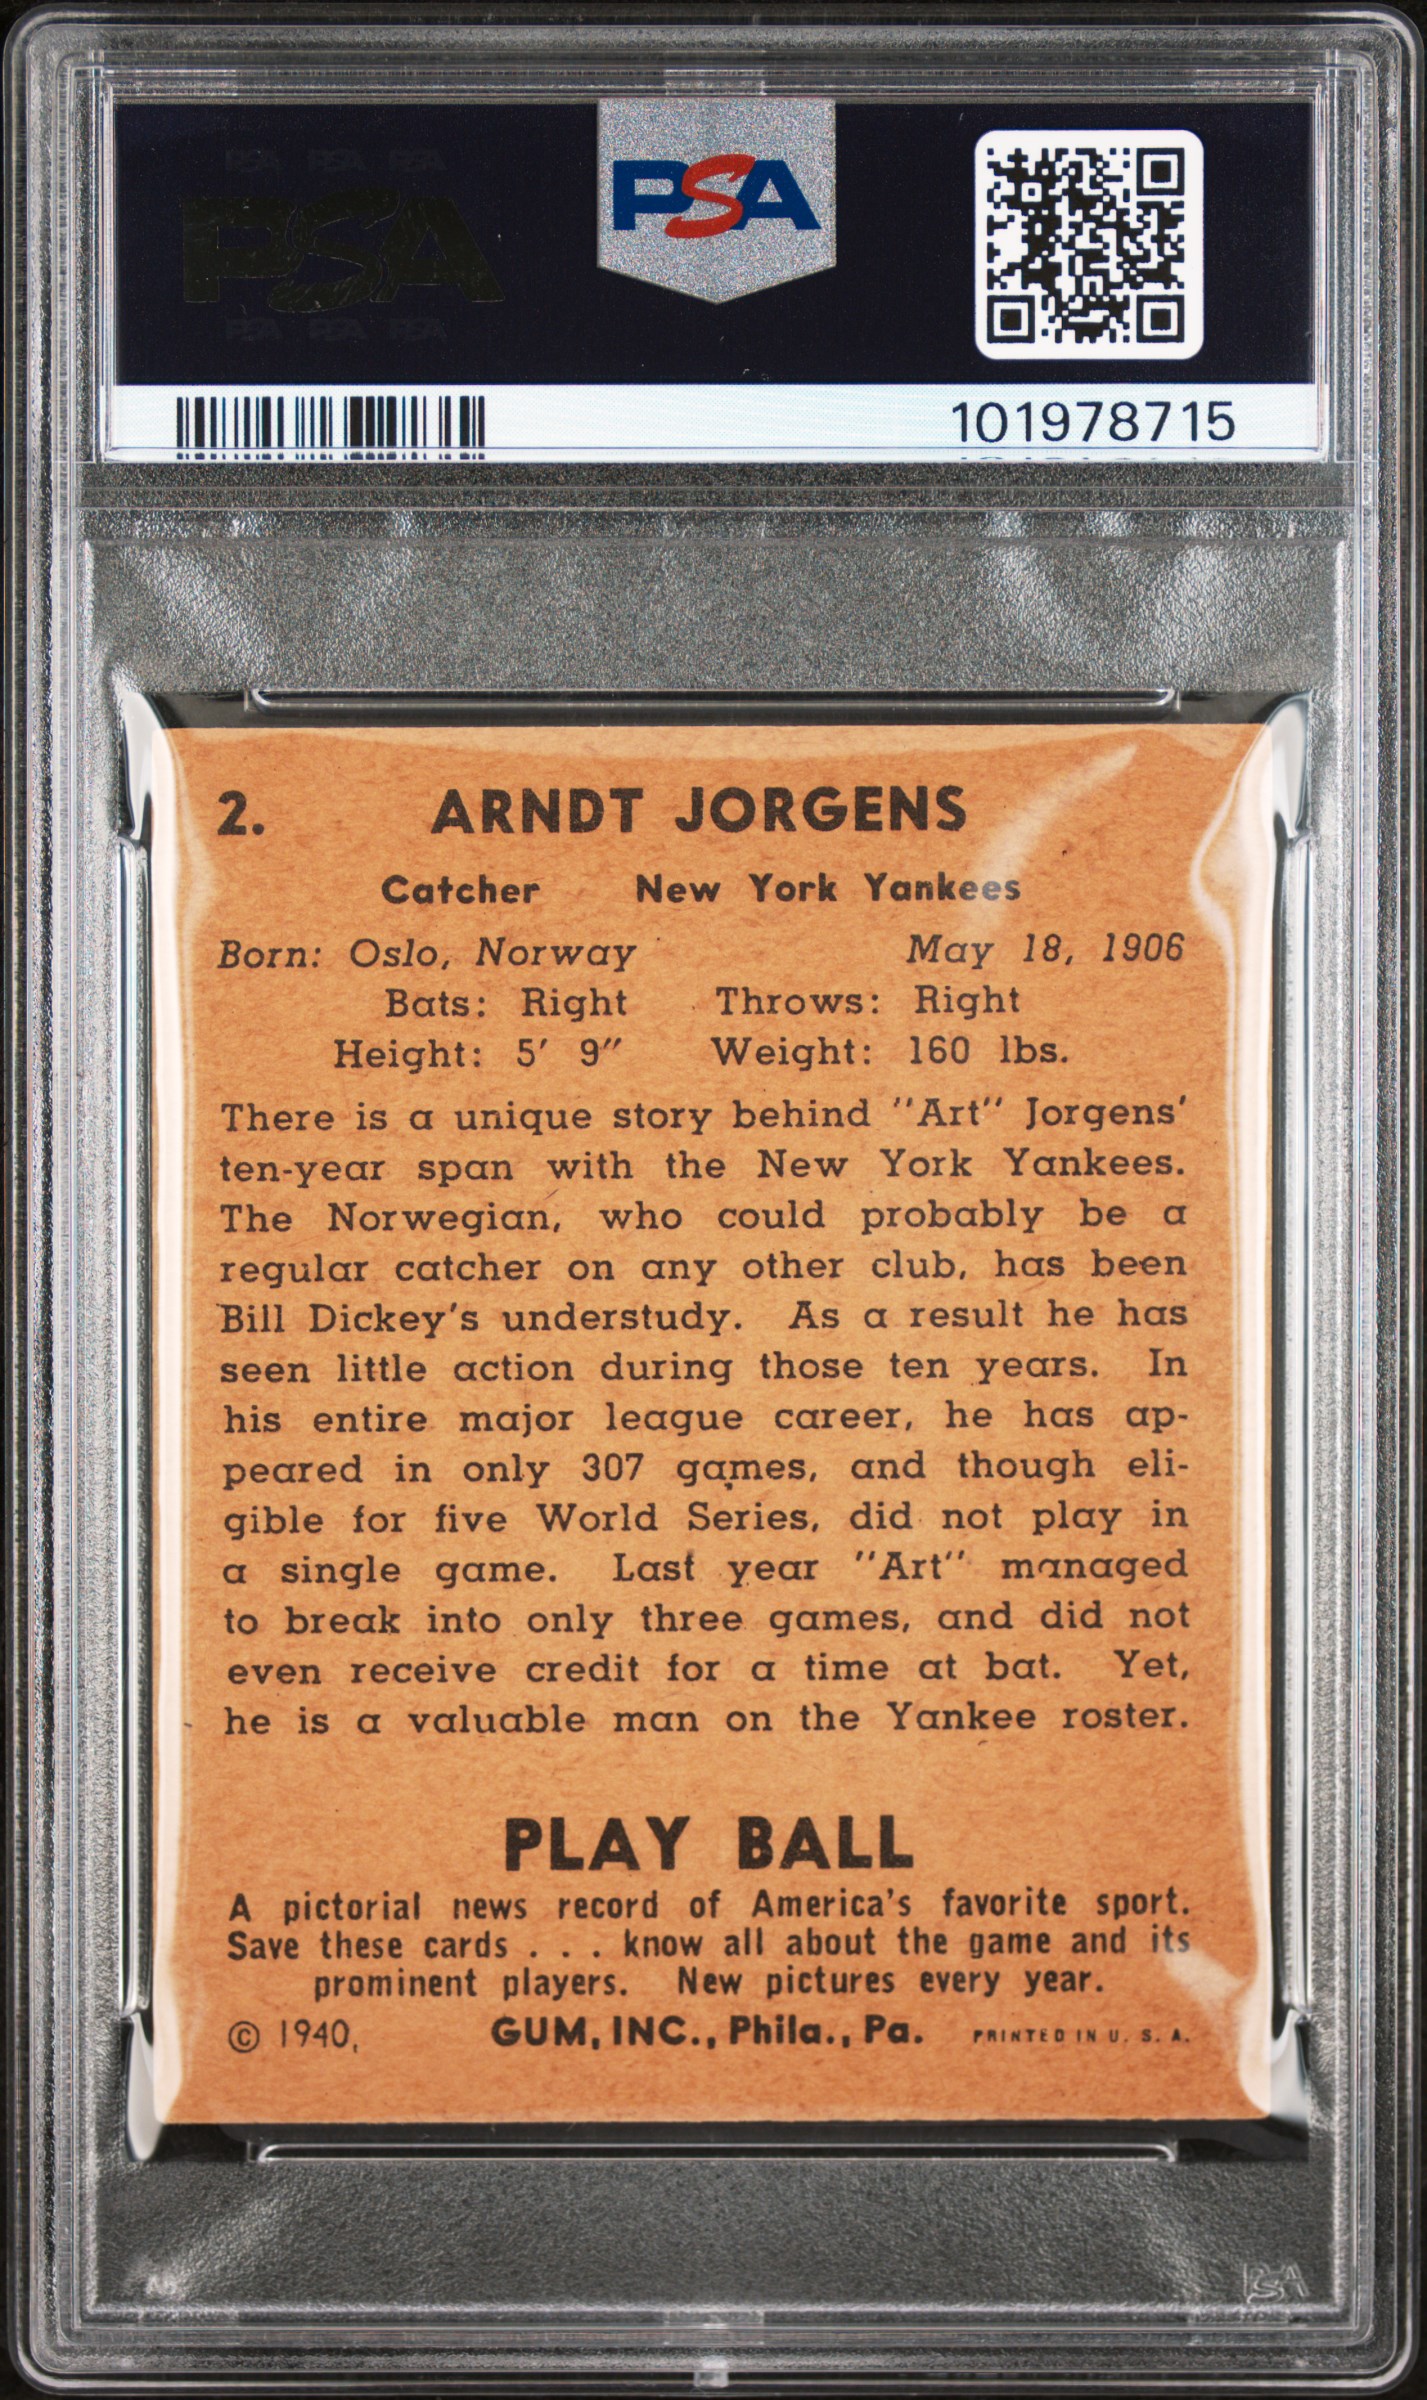 PSA PSA PSA
PSA
PSA PSA PSA
PSA
101978715
2. ARNDT JORGENS
Catcher New York Yankees
Born: Oslo, Norway May 18, 1906
Bats: Right Throws: Right
Height: 5' 9" Weight: 160 lbs.
There is a unique story behind "Art" Jorgens'
ten-year span with the New York Yankees.
The Norwegian, who could probably be a
regular catcher on any other club, has been
Bill Dickey's understudy. As a result he has
seen little action during those ten years. In
his entire major league career, he has ap-
peared in only 307 games, and though eli-
gible for five World Series, did not play in
a single game. Last year "Art" managed
to break into only three games, and did not
even receive credit for a time at bat. Yet,
he is a valuable man on the Yankee roster.
PLAY BALL
A pictorial news record of America's favorite sport.
Save these cards . . . know all about the game and its
prominent players. New pictures every year.
© 1940, GUM, INC., Phila., Pa. PRINTED IN U. S. A.
PSA